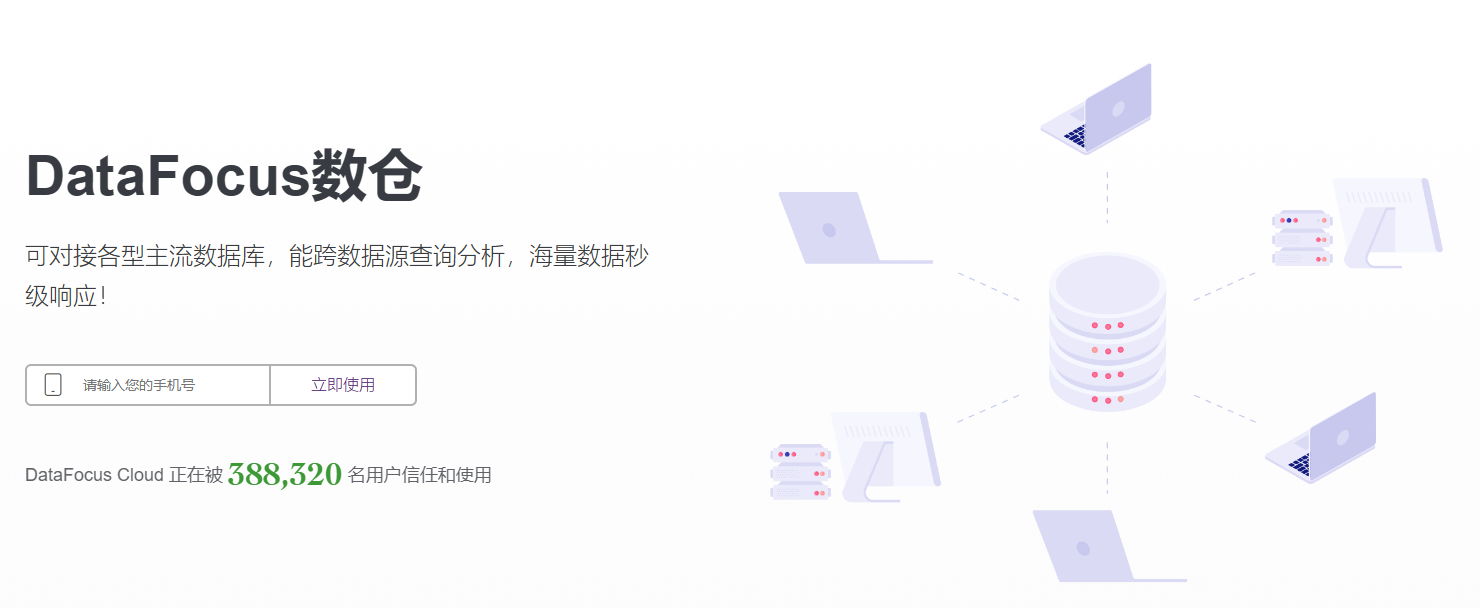 DataFocus数仓
可对接各型主流数据库，能跨数据源查询分析，海量数据秒
级响应！
请输入您的手机号
立即使用
DataFocus Cloud 正在被 388,320 名用户信任和使用